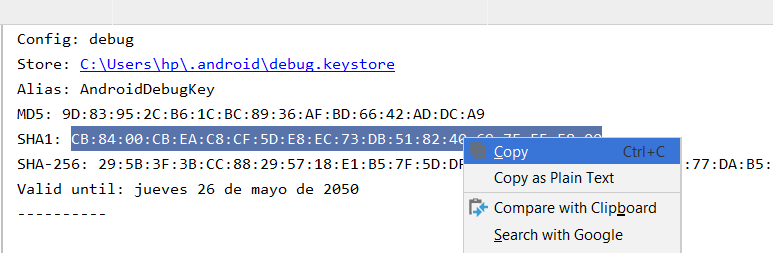 Config: debug
Store: C:\Users\hp\.android\debug.keystore
Alias: AndroidDebugKey
MD5: 9D:83:95:2C:B6:1C:BC:89:36:AF:BD:66:42:AD:DC:A9
SHA1: CB:84:00:CB:EA:C8:CF:5D:E8:EC:73:DB:51:82:40
SHA-256: 29:5B:3F:3B:CC:88:29:57:18:E1:B5:7F:5D:DF :77:DA:B5:
Valid until: jueves 26 de mayo de 2050
----------
Copy Ctrl+C
Copy as Plain Text
Compare with Clipboard
Search with Google